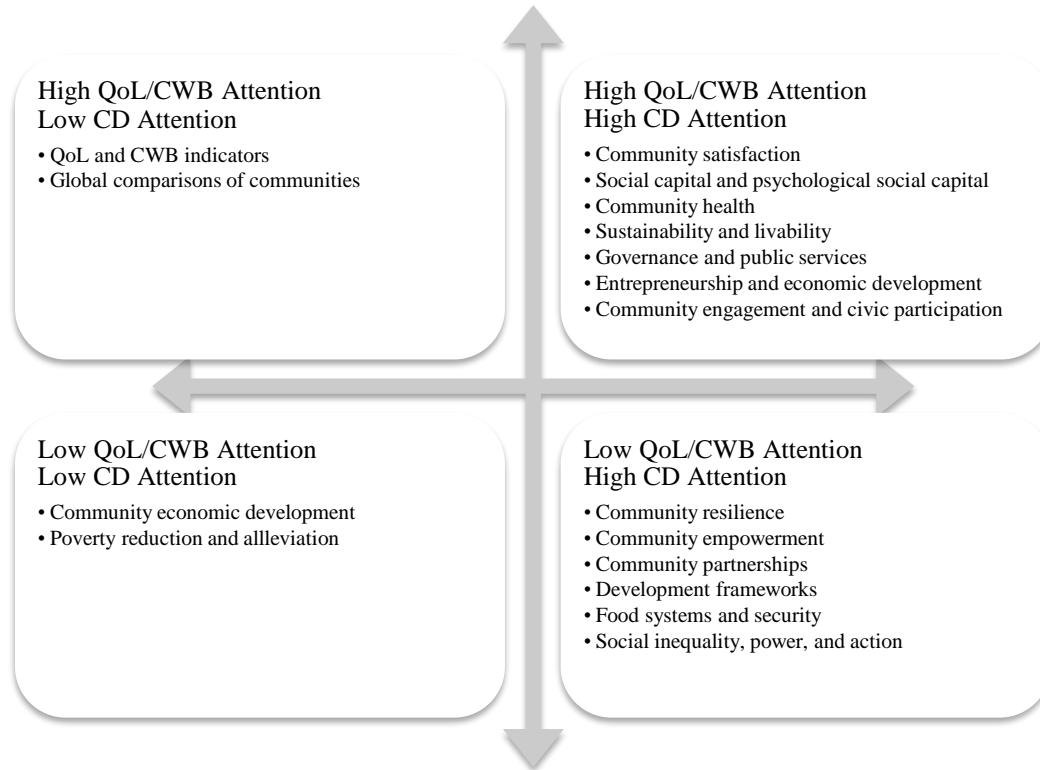 High QoL/CWB Attention
Low CD Attention
• QoL and CWB indicators
• Global comparisons of communities
High QoL/CWB Attention
High CD Attention
• Community satisfaction
• Social capital and psychological social capital
• Community health
• Sustainability and livability
• Governance and public services
• Entrepreneurship and economic development
• Community engagement and civic participation
Low QoL/CWB Attention
Low CD Attention
• Community economic development
• Poverty reduction and allleviation
Low QoL/CWB Attention
High CD Attention
• Community resilience
• Community empowerment
• Community partnerships
• Development frameworks
• Food systems and security
• Social inequality, power, and action